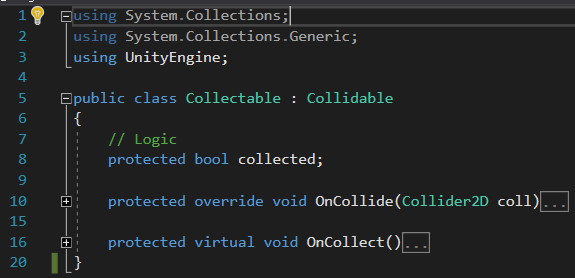 1 using System.Collections;
2 using System.Collections.Generic;
3 using UnityEngine;
4
5 public class Collectable : Collidable
6 {
7 // Logic
8 protected bool collected;
9
10 protected override void OnCollide(Collider2D coll)...
15
16 protected virtual void OnCollect()...
20 }